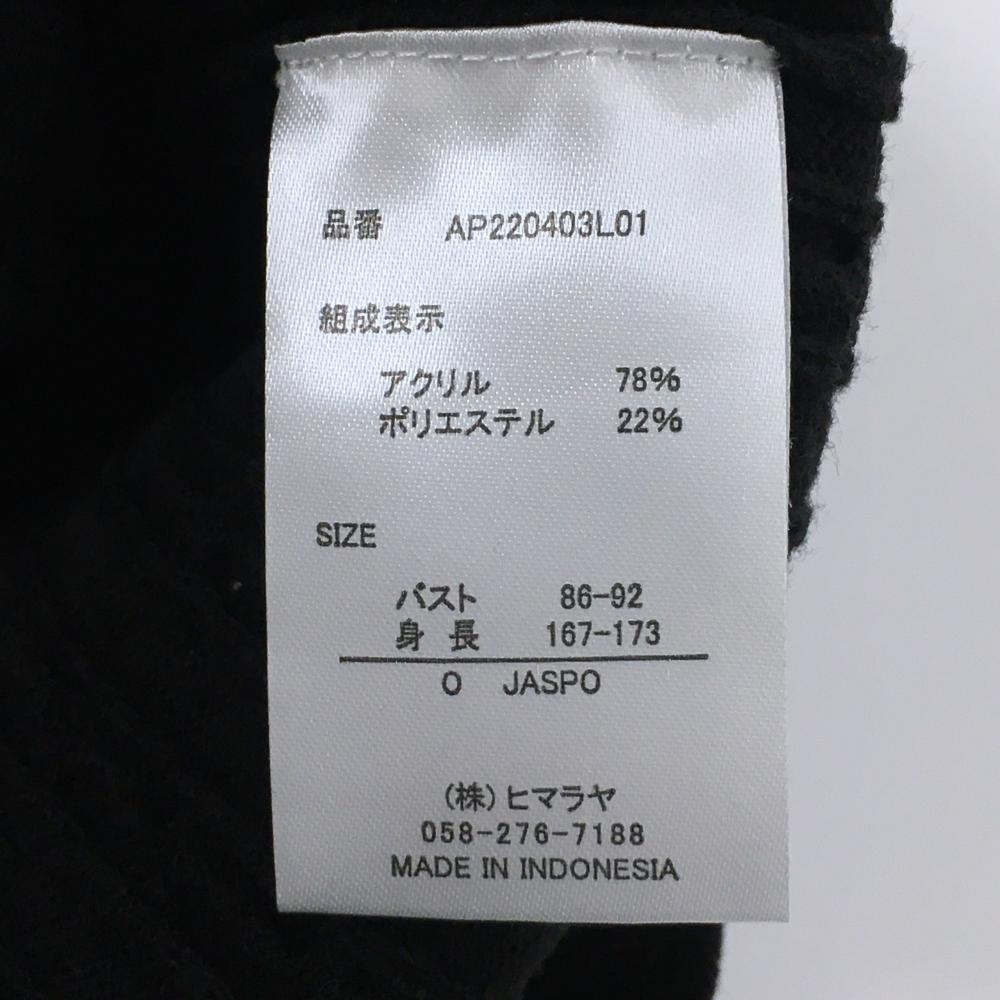 品番 AP220403L01
組成表示
アクリル 78%
ポリエステル 22%
SIZE
バスト 86-92
身長 167-173
O JASPO
(株)ヒマラヤ
058-276-7188
MADE IN INDONESIA